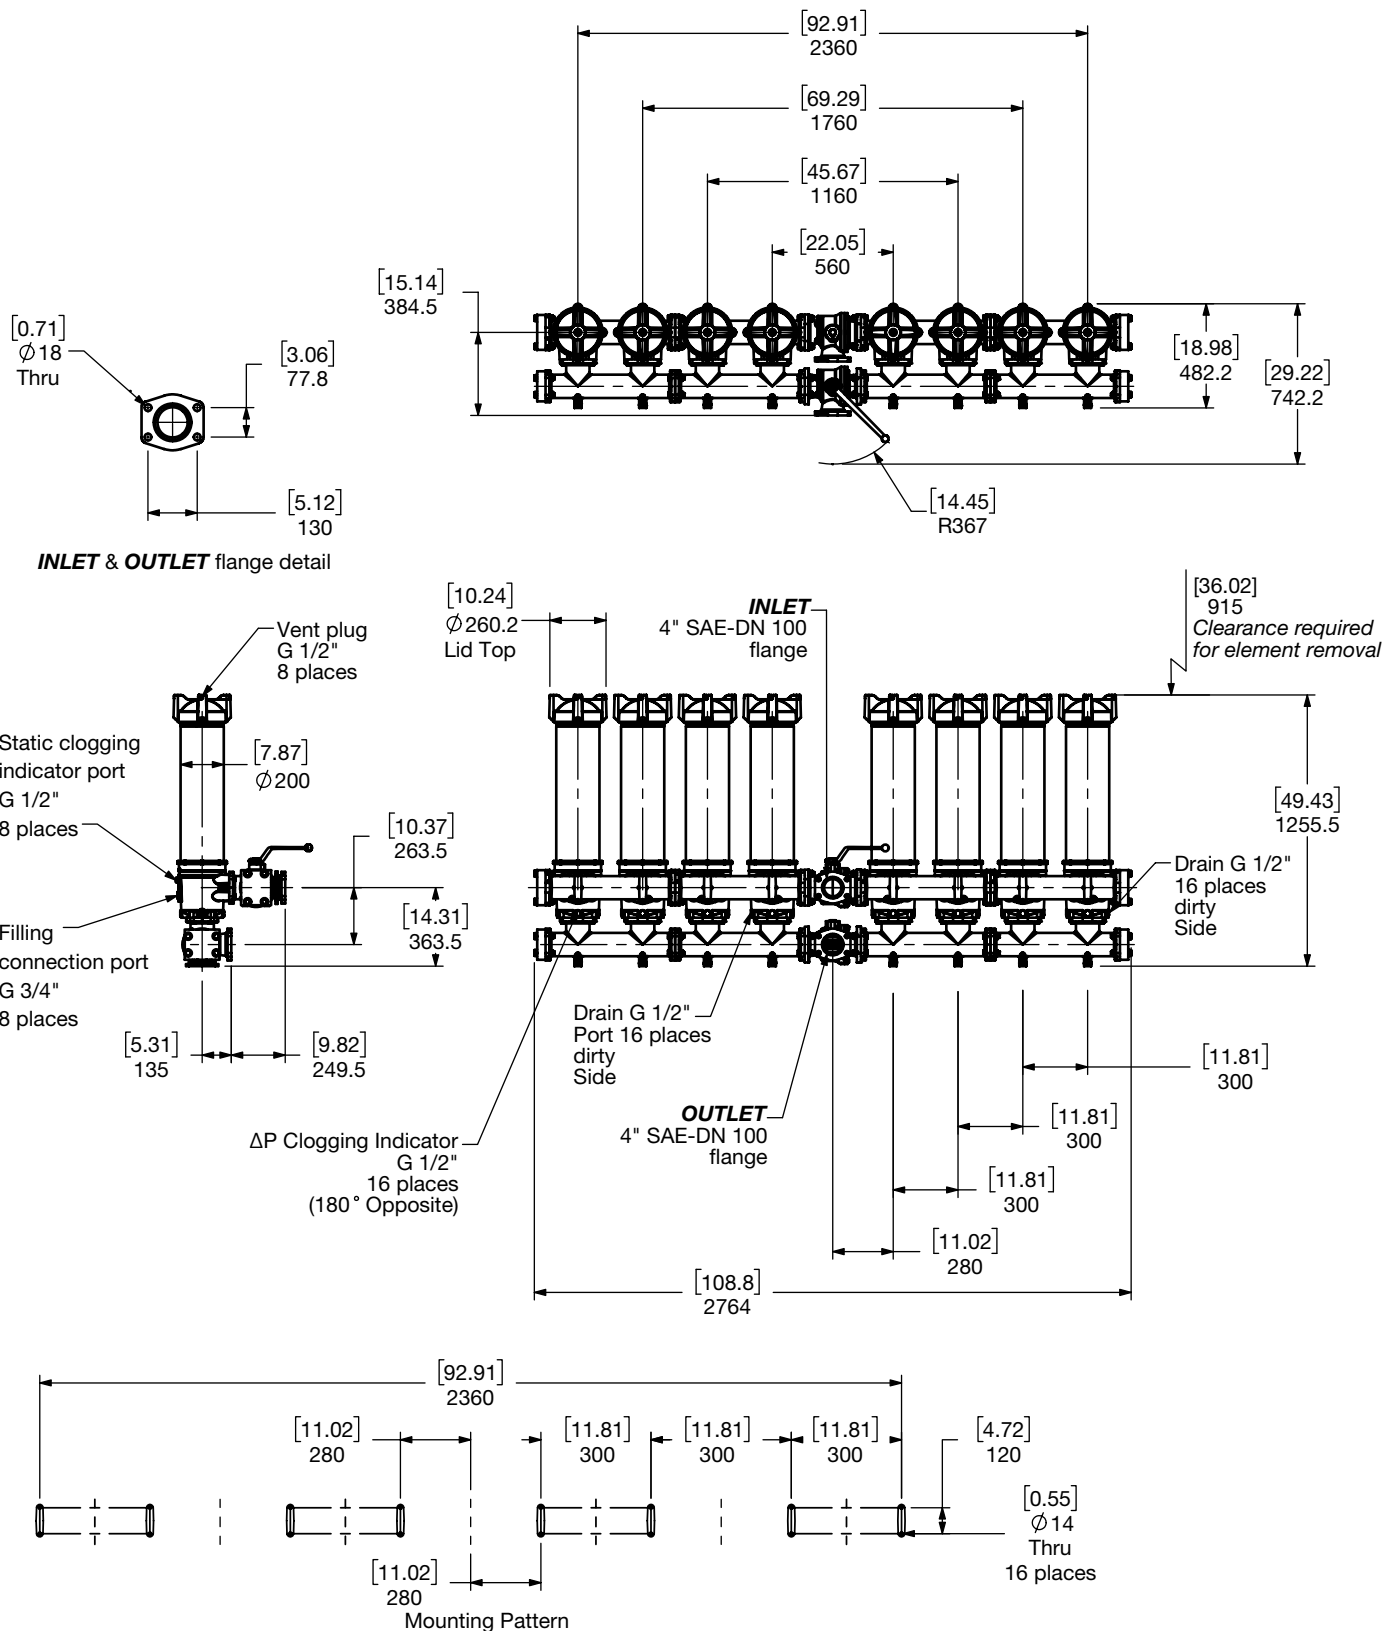 [92.91]
2360
[69.29]
1760
[45.67]
1160
[22.05]
560
[15.14]
384.5
[18.98]
482.2
[29.22]
742.2
[14.45]
R367
[0.71]
∅18
Thru
[3.06]
77.8
[5.12]
130
INLET & OUTLET flange detail
[10.24]
∅260.2
Lid Top
INLET
4" SAE-DN 100
flange
[36.02]
915
Clearance required
for element removal
Vent plug
G 1/2"
8 places
Static clogging
indicator port
G 1/2"
8 places
[7.87]
∅200
[10.37]
263.5
[14.31]
363.5
[49.43]
1255.5
Drain G 1/2"
16 places
dirty
Side
Filling
connection port
G 3/4"
8 places
[5.31]
135
[9.82]
249.5
Drain G 1/2"
Port 16 places
dirty
Side
[11.81]
300
ΔP Clogging Indicator
G 1/2"
16 places
(180° Opposite)
OUTLET
4" SAE-DN 100
flange
[11.81]
300
[11.81]
300
[11.02]
280
[108.8]
2764
[92.91]
2360
[11.02]
280
[11.81]
300
[11.81]
300
[11.81]
300
[4.72]
120
[0.55]
∅14
Thru
16 places
[11.02]
280
Mounting Pattern